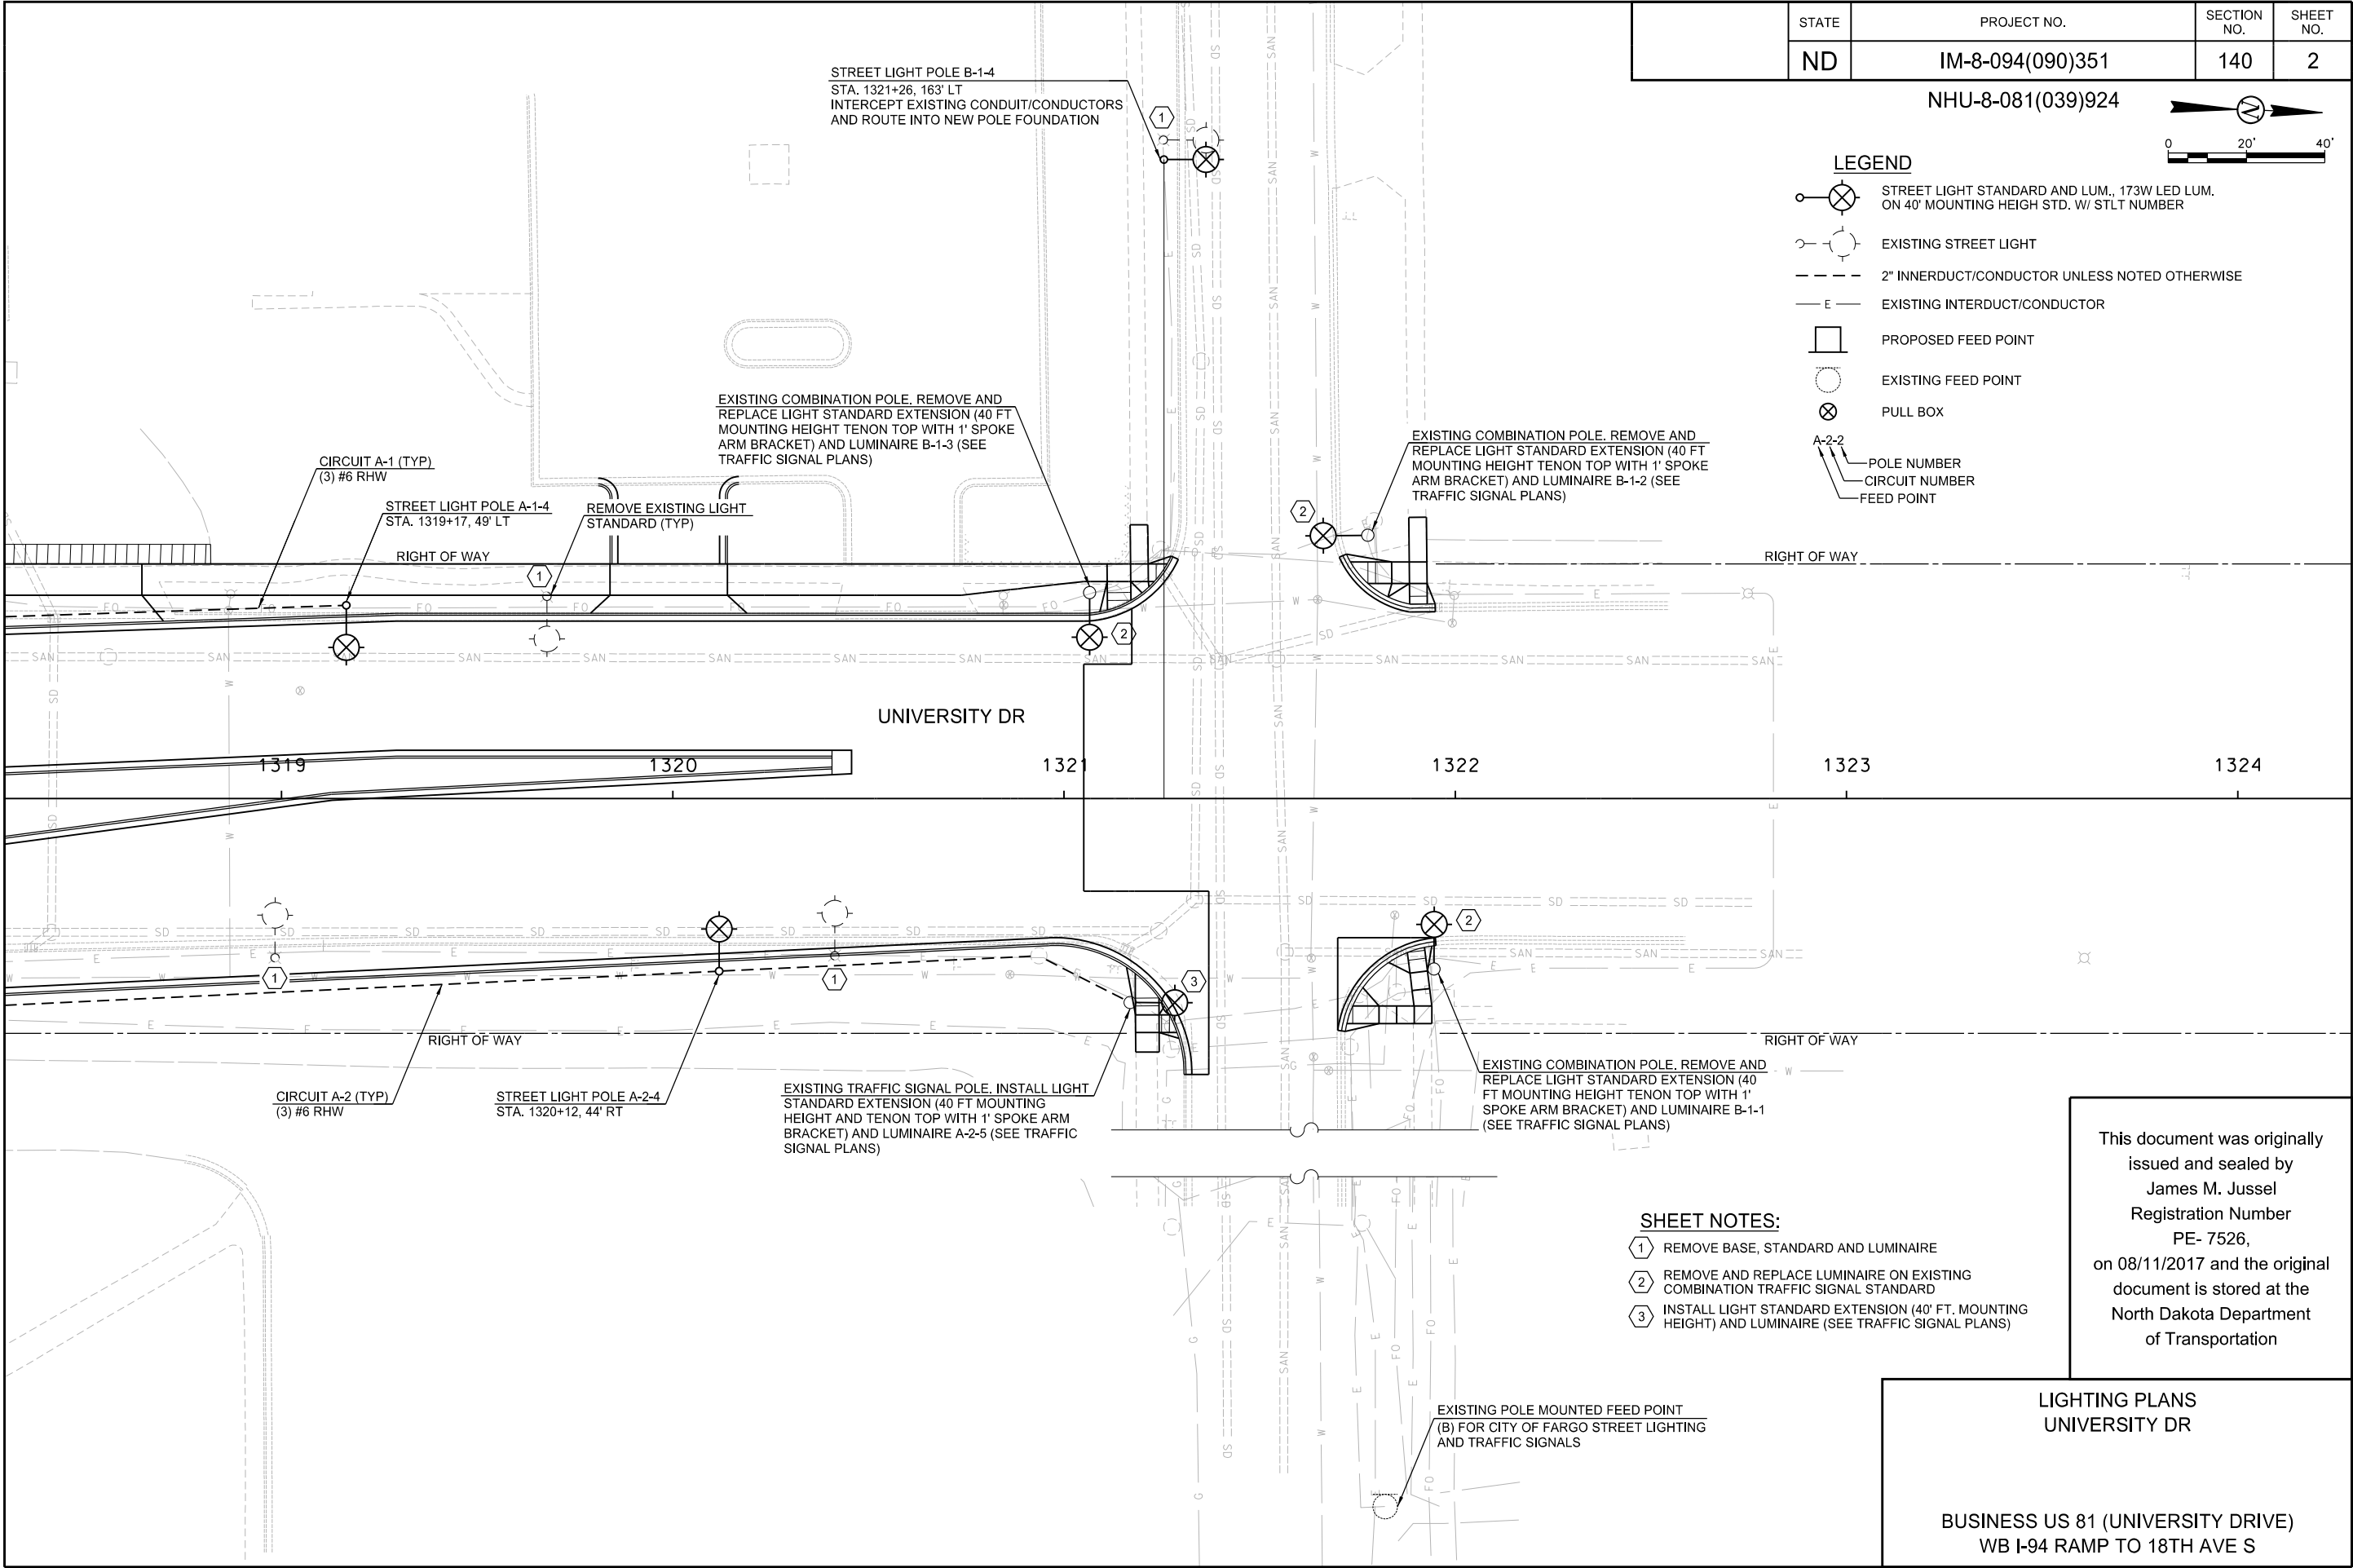 STATE
PROJECT NO.
SECTION NO.
SHEET NO.
ND
IM-8-094(090)351
140
2
NHU-8-081(039)924
N
0 20' 40'
LEGEND
STREET LIGHT STANDARD AND LUM., 173W LED LUM.
ON 40' MOUNTING HEIGH STD. W/ STLT NUMBER
EXISTING STREET LIGHT
2" INNERDUCT/CONDUCTOR UNLESS NOTED OTHERWISE
E
EXISTING INTERDUCT/CONDUCTOR
PROPOSED FEED POINT
EXISTING FEED POINT
PULL BOX
A-2-2
POLE NUMBER
CIRCUIT NUMBER
FEED POINT
STREET LIGHT POLE B-1-4
STA. 1321+26, 163' LT
INTERCEPT EXISTING CONDUIT/CONDUCTORS
AND ROUTE INTO NEW POLE FOUNDATION
1
EXISTING COMBINATION POLE. REMOVE AND
REPLACE LIGHT STANDARD EXTENSION (40 FT
MOUNTING HEIGHT TENON TOP WITH 1' SPOKE
ARM BRACKET) AND LUMINAIRE B-1-3 (SEE
TRAFFIC SIGNAL PLANS)
EXISTING COMBINATION POLE. REMOVE AND
REPLACE LIGHT STANDARD EXTENSION (40 FT
MOUNTING HEIGHT TENON TOP WITH 1' SPOKE
ARM BRACKET) AND LUMINAIRE B-1-2 (SEE
TRAFFIC SIGNAL PLANS)
CIRCUIT A-1 (TYP)
(3) #6 RHW
STREET LIGHT POLE A-1-4
STA. 1319+17, 49' LT
REMOVE EXISTING LIGHT
STANDARD (TYP)
2
RIGHT OF WAY
RIGHT OF WAY
1
2
UNIVERSITY DR
1319 1320 1321 1322 1323 1324
2
1
1
3
RIGHT OF WAY
RIGHT OF WAY
CIRCUIT A-2 (TYP)
(3) #6 RHW
STREET LIGHT POLE A-2-4
STA. 1320+12, 44' RT
EXISTING TRAFFIC SIGNAL POLE. INSTALL LIGHT
STANDARD EXTENSION (40 FT MOUNTING
HEIGHT AND TENON TOP WITH 1' SPOKE ARM
BRACKET) AND LUMINAIRE A-2-5 (SEE TRAFFIC
SIGNAL PLANS)
EXISTING COMBINATION POLE. REMOVE AND
REPLACE LIGHT STANDARD EXTENSION (40
FT MOUNTING HEIGHT TENON TOP WITH 1'
SPOKE ARM BRACKET) AND LUMINAIRE B-1-1
(SEE TRAFFIC SIGNAL PLANS)
SHEET NOTES:
1 REMOVE BASE, STANDARD AND LUMINAIRE
2 REMOVE AND REPLACE LUMINAIRE ON EXISTING
COMBINATION TRAFFIC SIGNAL STANDARD
3 INSTALL LIGHT STANDARD EXTENSION (40' FT. MOUNTING
HEIGHT) AND LUMINAIRE (SEE TRAFFIC SIGNAL PLANS)
EXISTING POLE MOUNTED FEED POINT
(B) FOR CITY OF FARGO STREET LIGHTING
AND TRAFFIC SIGNALS
This document was originally
issued and sealed by
James M. Jussel
Registration Number
PE- 7526,
on 08/11/2017 and the original
document is stored at the
North Dakota Department
of Transportation
LIGHTING PLANS
UNIVERSITY DR
BUSINESS US 81 (UNIVERSITY DRIVE)
WB I-94 RAMP TO 18TH AVE S